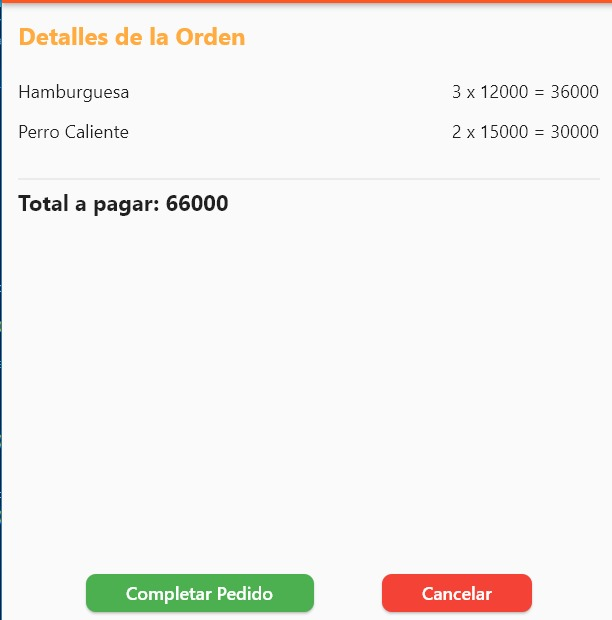 Detalles de la Orden
Hamburguesa 3 x 12000 = 36000
Perro Caliente 2 x 15000 = 30000
Total a pagar: 66000
Completar Pedido Cancelar